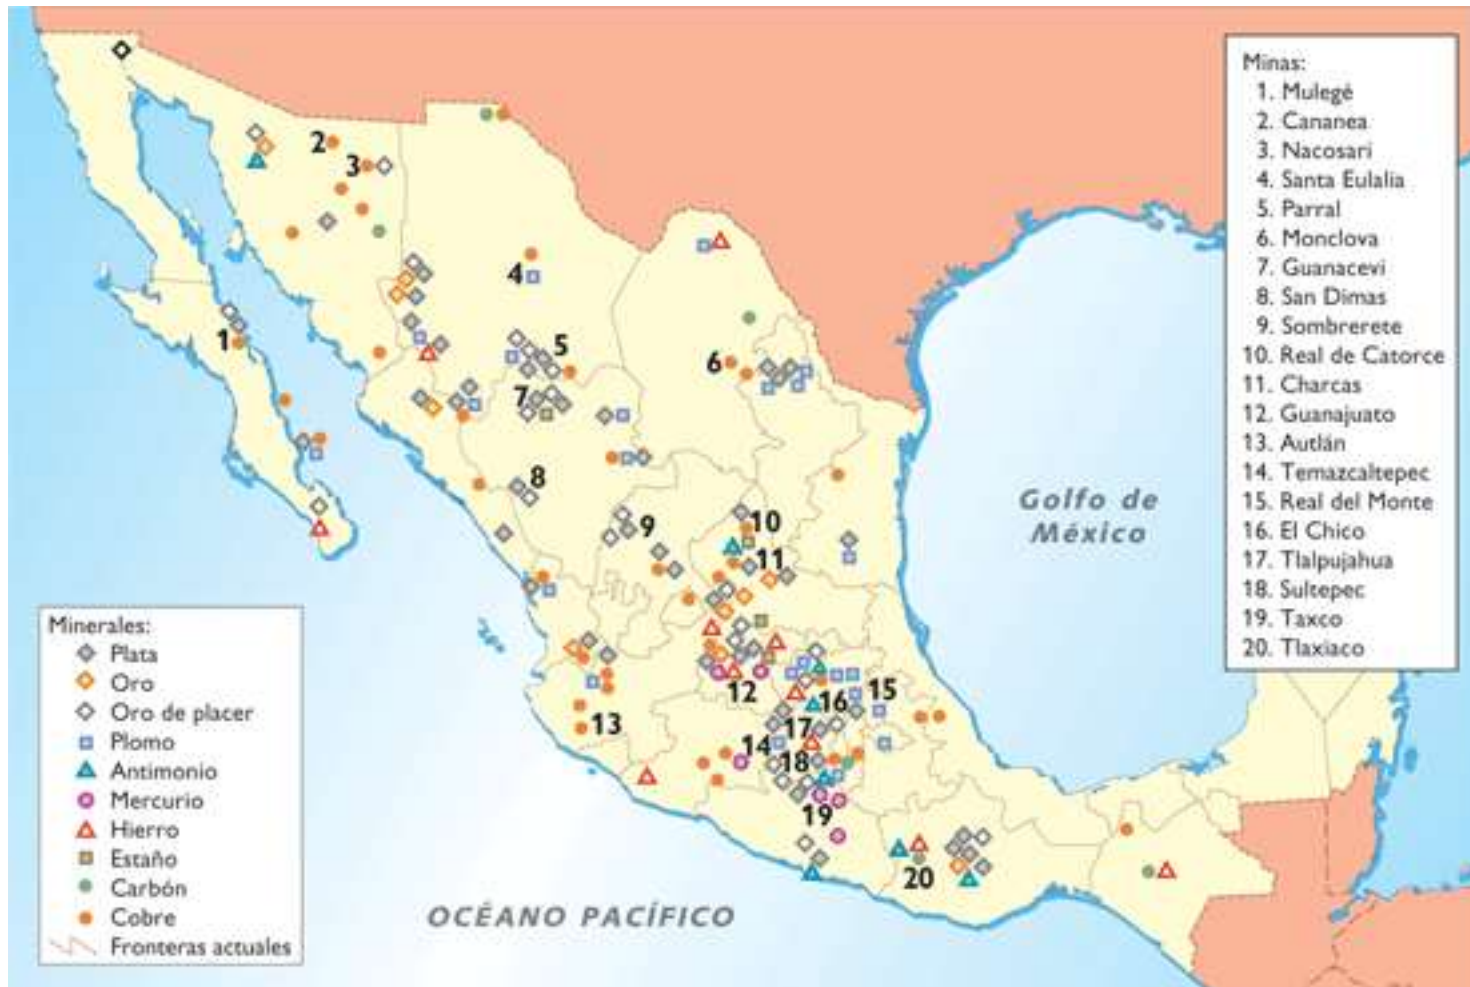 Minas:
1. Mulegé
2. Cananea
3. Nacosari
4. Santa Eulalia
5. Parral
6. Monclova
7. Guanacevi
8. San Dimas
9. Sombrerete
10. Real de Catorce
11. Charcas
12. Guanajuato
13. Autlán
14. Temazcaltepec
15. Real del Monte
16. El Chico
17. Tlalpujahua
18. Sultepec
19. Taxco
20. Tlaxiaco
2
3
4
1
5
6
7
8
9
10
11
Golfo de
México
12
16
15
13
17
14
18
19
20
Minerales:
Plata
Oro
Oro de placer
Plomo
Antimonio
Mercurio
Hierro
Estaño
Carbón
Cobre
Fronteras actuales
OCÉANO PACÍFICO